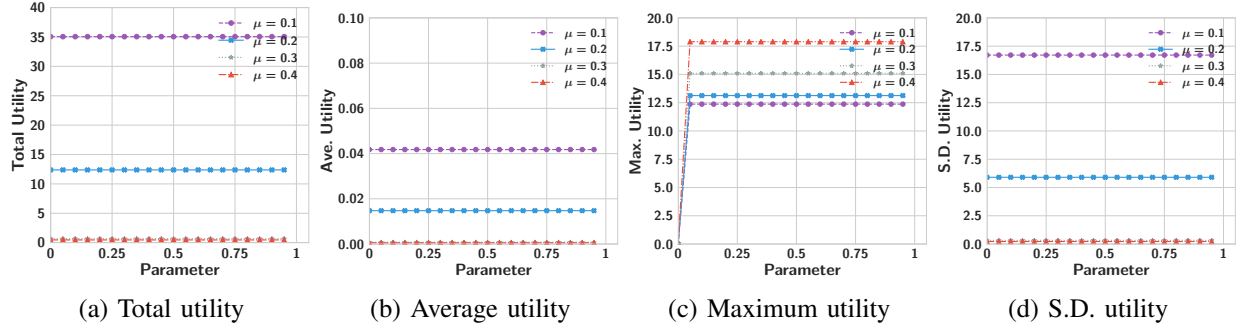 40
35
30
25
20
15
10
5
0
Total Utility
0 0.25 0.5 0.75 1
Parameter
μ = 0.1
μ = 0.2
μ = 0.3
μ = 0.4
(a) Total utility
0.10
0.08
0.06
0.04
0.02
0.00
Ave. Utility
0 0.25 0.5 0.75 1
Parameter
μ = 0.1
μ = 0.2
μ = 0.3
μ = 0.4
(b) Average utility
20.0
17.5
15.0
12.5
10.0
7.5
5.0
2.5
0.0
Max. Utility
0 0.25 0.5 0.75 1
Parameter
μ = 0.1
μ = 0.2
μ = 0.3
μ = 0.4
(c) Maximum utility
20.0
17.5
15.0
12.5
10.0
7.5
5.0
2.5
0.0
S.D. Utility
0 0.25 0.5 0.75 1
Parameter
μ = 0.1
μ = 0.2
μ = 0.3
μ = 0.4
(d) S.D. utility